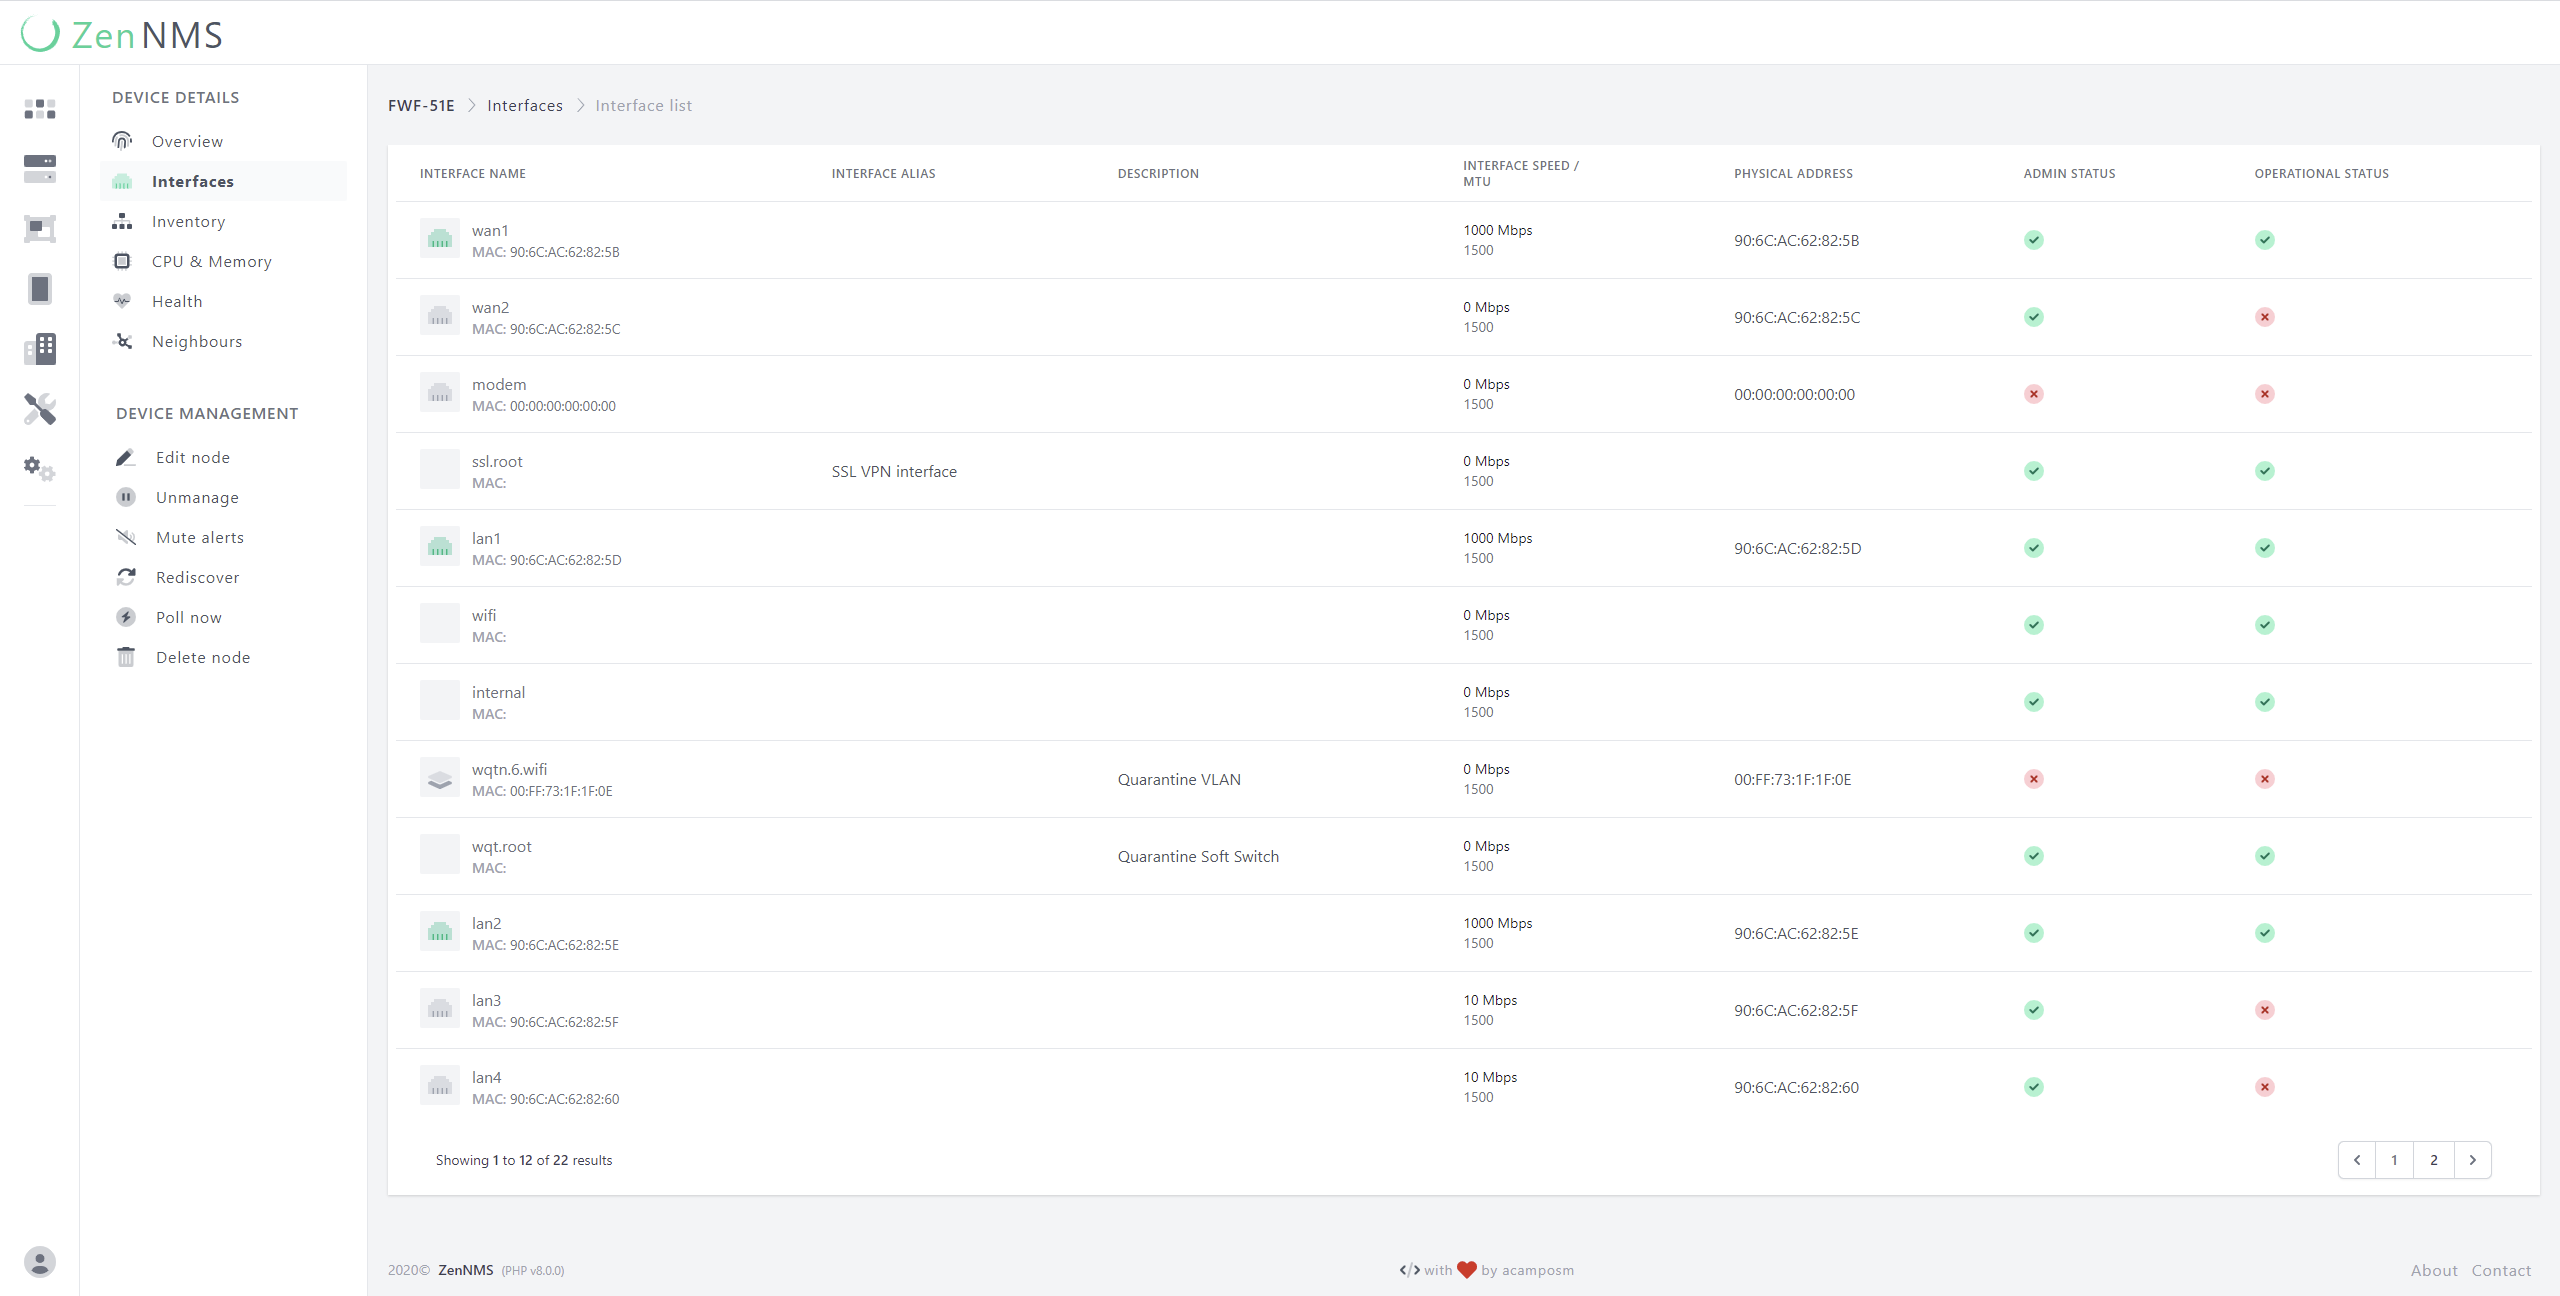 ZenNMS
DEVICE DETAILS
Overview
Interfaces
Inventory
CPU & Memory
Health
Neighbours
DEVICE MANAGEMENT
Edit node
Unmanage
Mute alerts
Rediscover
Poll now
Delete node
FWF-51E > Interfaces > Interface list
INTERFACE NAME INTERFACE ALIAS DESCRIPTION INTERFACE SPEED / MTU PHYSICAL ADDRESS ADMIN STATUS OPERATIONAL STATUS
wan1 1000 Mbps
MAC: 90:6C:AC:62:82:5B 1500 90:6C:AC:62:82:5B
wan2 0 Mbps
MAC: 90:6C:AC:62:82:5C 1500 90:6C:AC:62:82:5C
modem 0 Mbps
MAC: 00:00:00:00:00:00 1500 00:00:00:00:00:00
ssl.root SSL VPN interface 0 Mbps
MAC: 1500
lan1 1000 Mbps
MAC: 90:6C:AC:62:82:5D 1500 90:6C:AC:62:82:5D
wifi 0 Mbps
MAC: 1500
internal 0 Mbps
MAC: 1500
wqtn.6.wifi Quarantine VLAN 0 Mbps
MAC: 00:FF:73:1F:1F:0E 1500 00:FF:73:1F:1F:0E
wqt.root Quarantine Soft Switch 0 Mbps
MAC: 1500
lan2 1000 Mbps
MAC: 90:6C:AC:62:82:5E 1500 90:6C:AC:62:82:5E
lan3 10 Mbps
MAC: 90:6C:AC:62:82:5F 1500 90:6C:AC:62:82:5F
lan4 10 Mbps
MAC: 90:6C:AC:62:82:60 1500 90:6C:AC:62:82:60
Showing 1 to 12 of 22 results < 1 2 >
2020© ZenNMS (PHP v8.0.0) </> with by acamposm About Contact